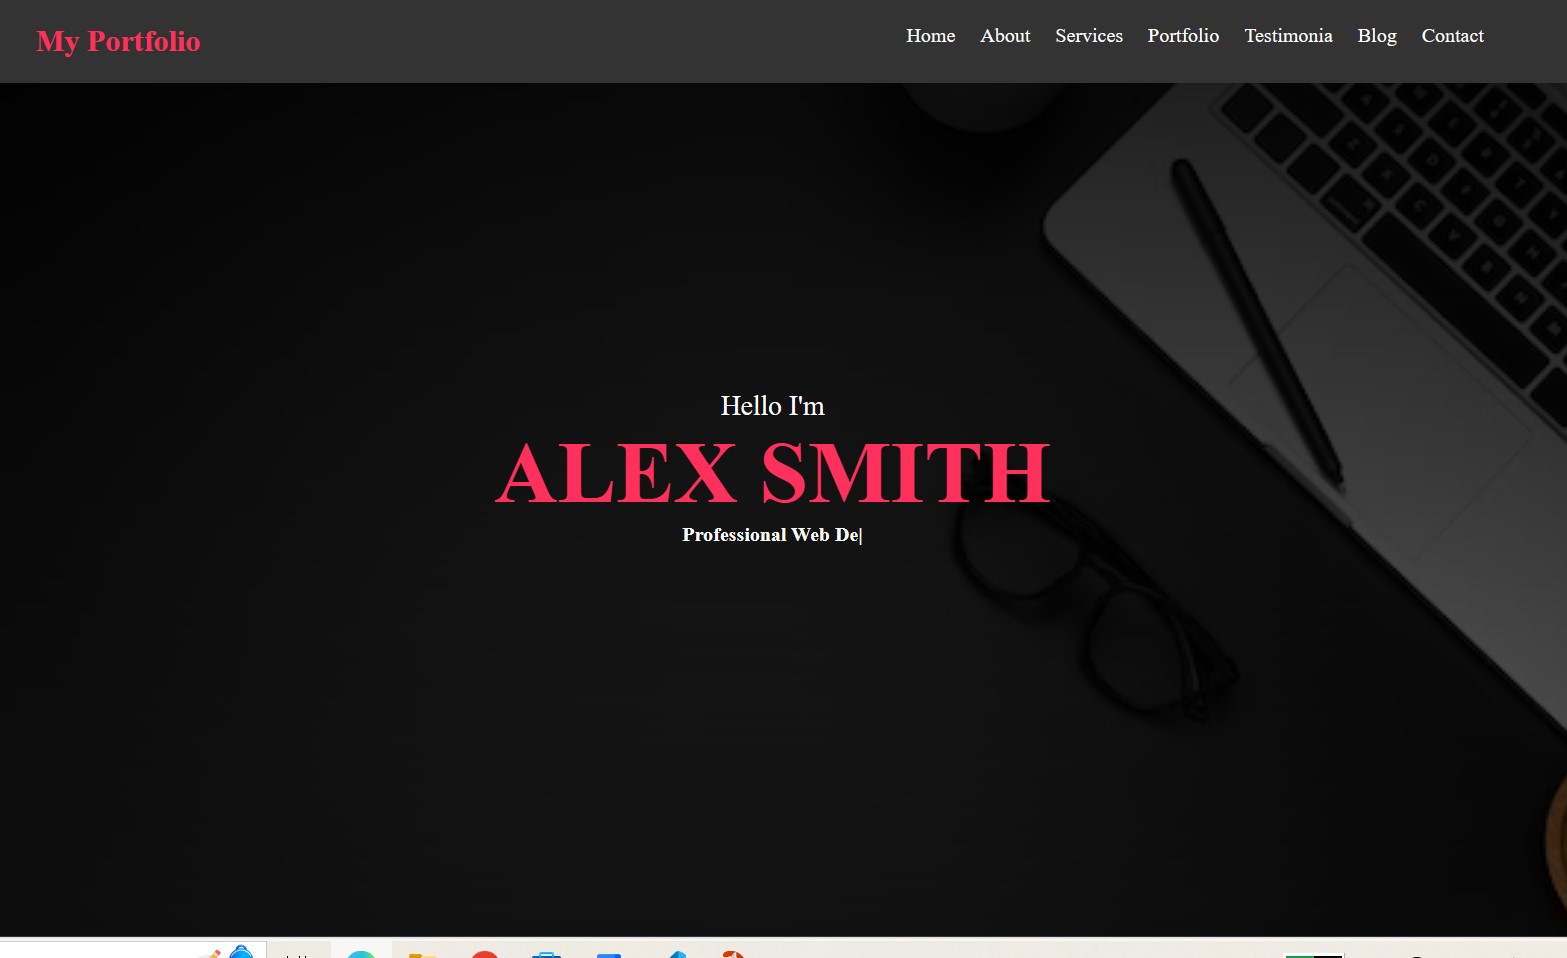 My Portfolio
Home About Services Portfolio Testimonia Blog Contact
Hello I'm
ALEX SMITH
Professional Web De|